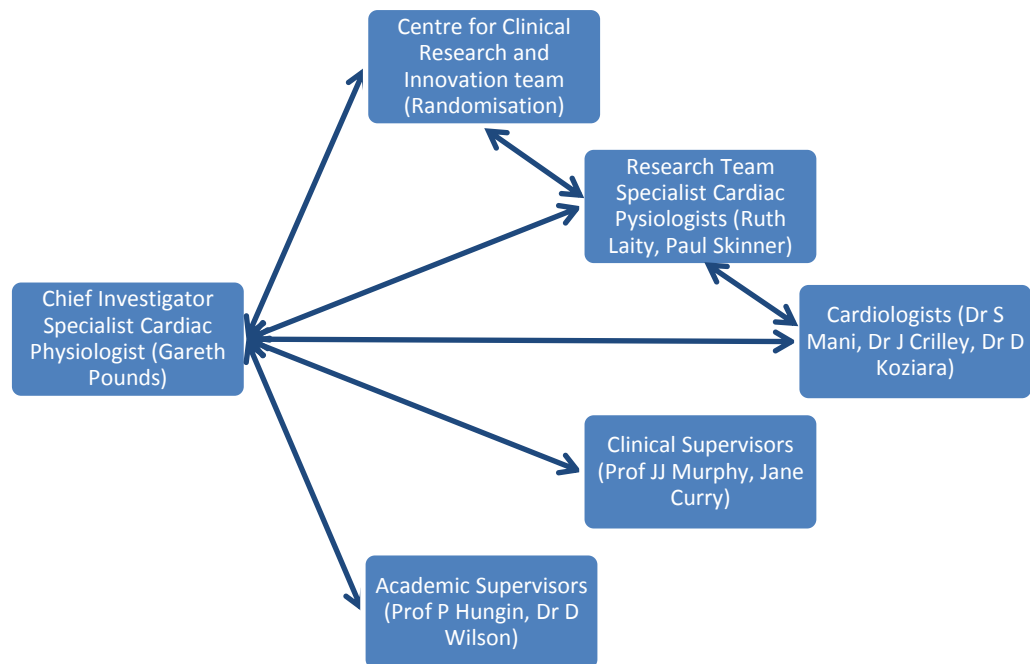 Centre for Clinical
Research and
Innovation team
(Randomisation)
Research Team
Specialist Cardiac
Pysiologists (Ruth
Laity, Paul Skinner)
Chief Investigator
Specialist Cardiac
Physiologist (Gareth
Pounds)
Cardiologists (Dr S
Mani, Dr J Crilley, Dr D
Koziara)
Clinical Supervisors
(Prof JJ Murphy, Jane
Curry)
Academic Supervisors
(Prof P Hungin, Dr D
Wilson)